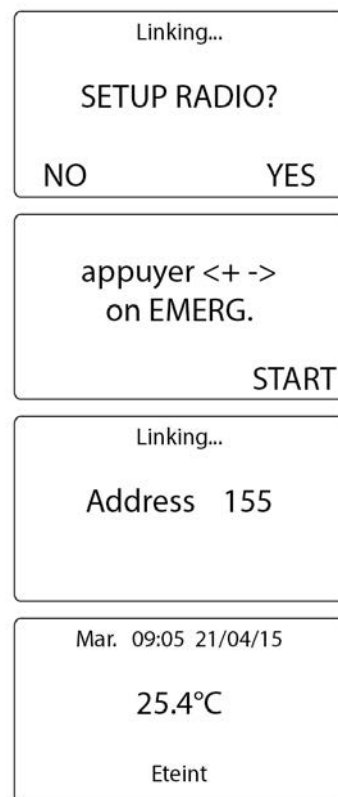 Linking...
SETUP RADIO?
NO YES
appuyer <+ ->
on EMERG.
START
Linking...
Address 155
Mar. 09:05 21/04/15
25.4°C
Eteint